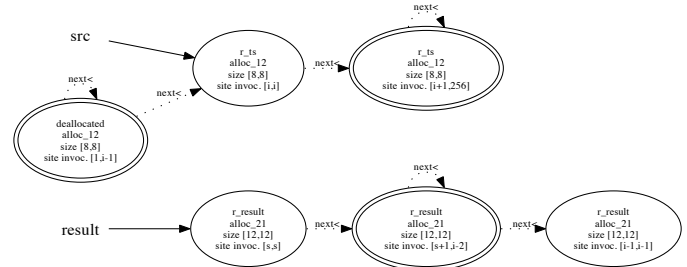 next<
src
r_ts
alloc_12
size [8,8]
site invoc. [i,i]
next<
r_ts
alloc_12
size [8,8]
site invoc. [i+1,256]
next<
next<
deallocated
alloc_12
size [8,8]
site invoc. [1,i-1]
next<
result
r_result
alloc_21
size [12,12]
site invoc. [s,s]
next<
r_result
alloc_21
size [12,12]
site invoc. [s+1,i-2]
next<
r_result
alloc_21
size [12,12]
site invoc. [i-1,i-1]